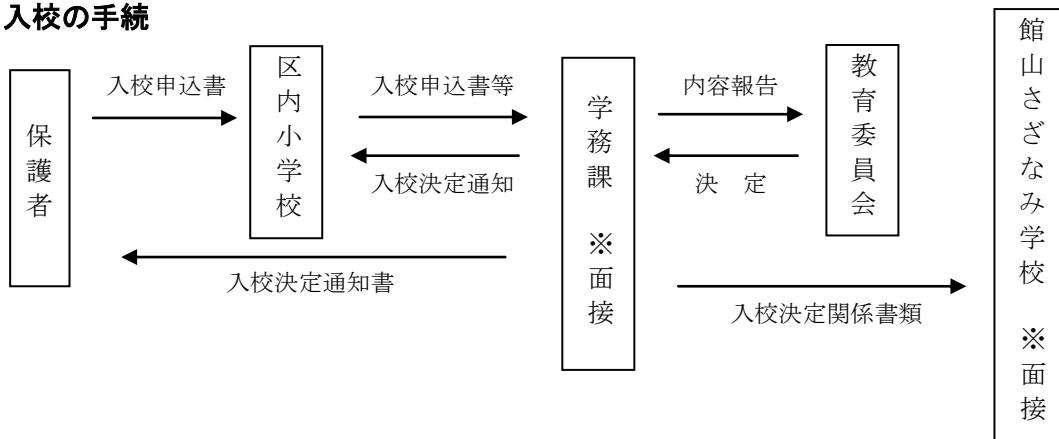 入校の手続
保護者
入校申込書
区内小学校
入校申込書等
入校決定通知
入校決定通知書
学務課 ※面接
内容報告
決 定
教育委員会
入校決定関係書類
館山さざなみ学校 ※面接